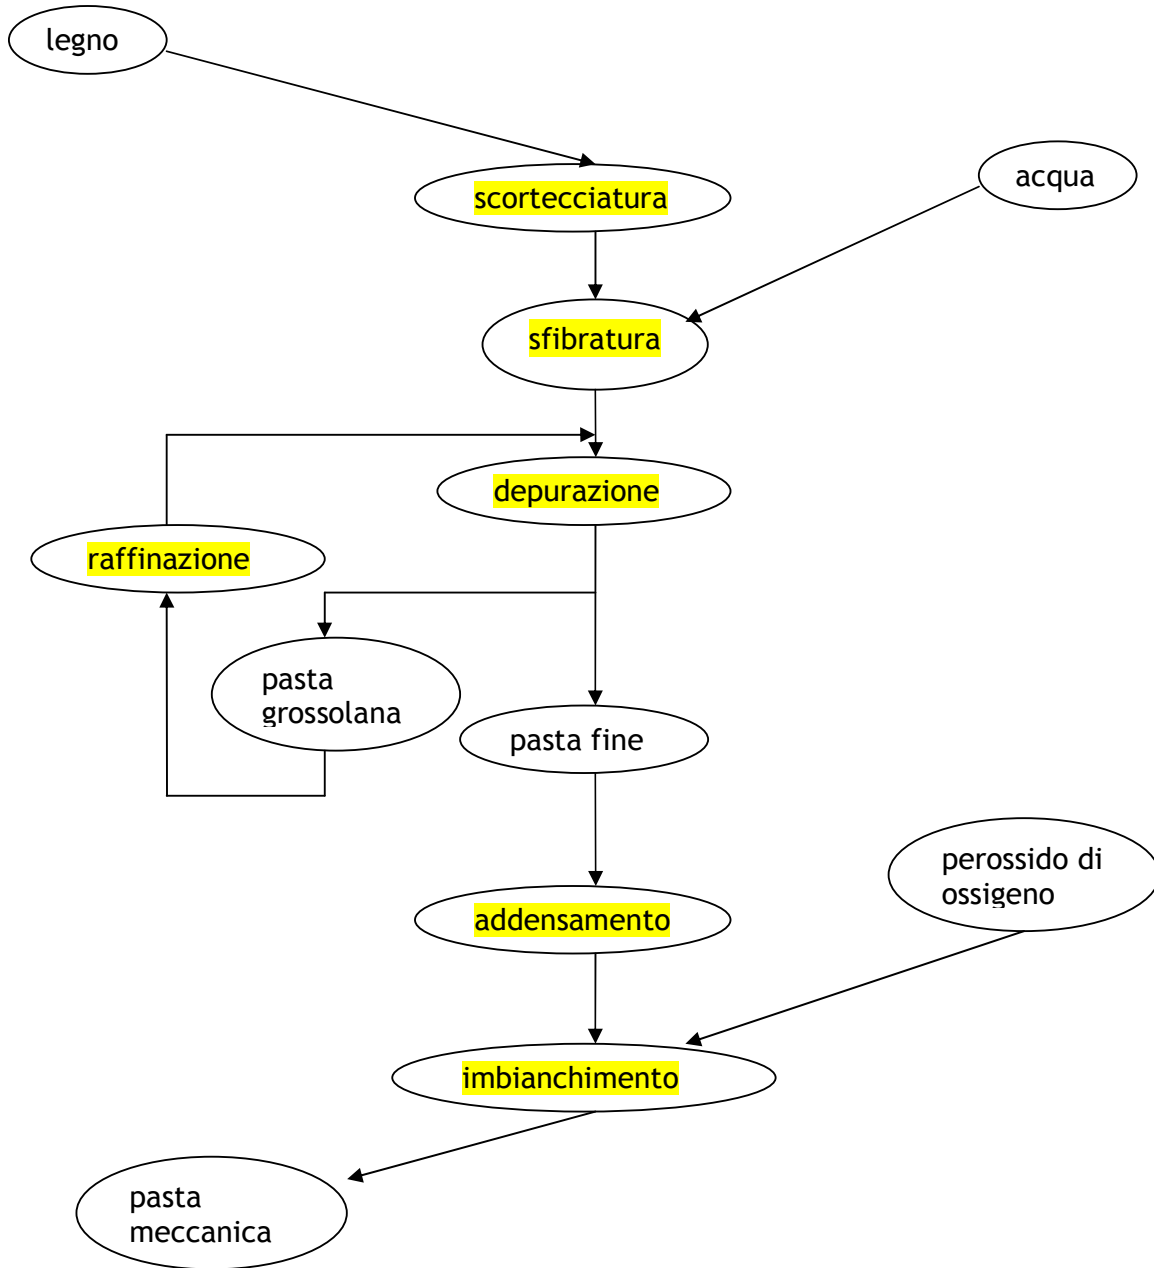 legno
acqua
scortecciatura
sfibratura
depurazione
raffinazione
pasta
grossolana
pasta fine
perossido di
ossigeno
addensamento
imbianchimento
pasta
meccanica